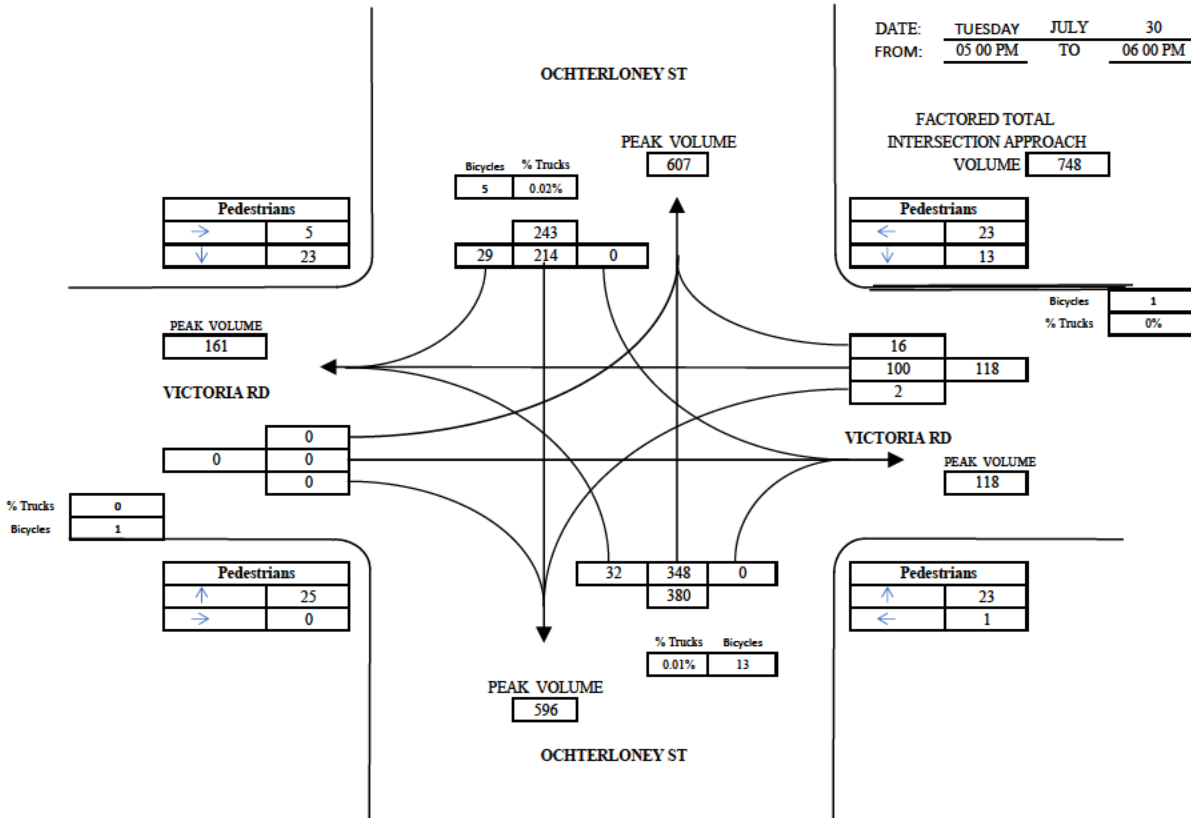 DATE: TUESDAY JULY 30
FROM: 05 00 PM TO 06 00 PM
OCHTERLONEY ST
FACTORED TOTAL
INTERSECTION APPROACH
VOLUME 748
PEAK VOLUME
607
Bicycles % Trucks
5 0.02%
Pedestrians
→ 5
↓ 23
243
29 214 0
Pedestrians
← 23
↓ 13
Bicycles 1
% Trucks 0%
PEAK VOLUME
161
VICTORIA RD
16
100 118
2
0
0 0
0
VICTORIA RD
PEAK VOLUME
118
% Trucks 0
Bicycles 1
Pedestrians
↑ 25
→ 0
32 348 0
380
Pedestrians
↑ 23
← 1
% Trucks Bicycles
0.01% 13
PEAK VOLUME
596
OCHTERLONEY ST